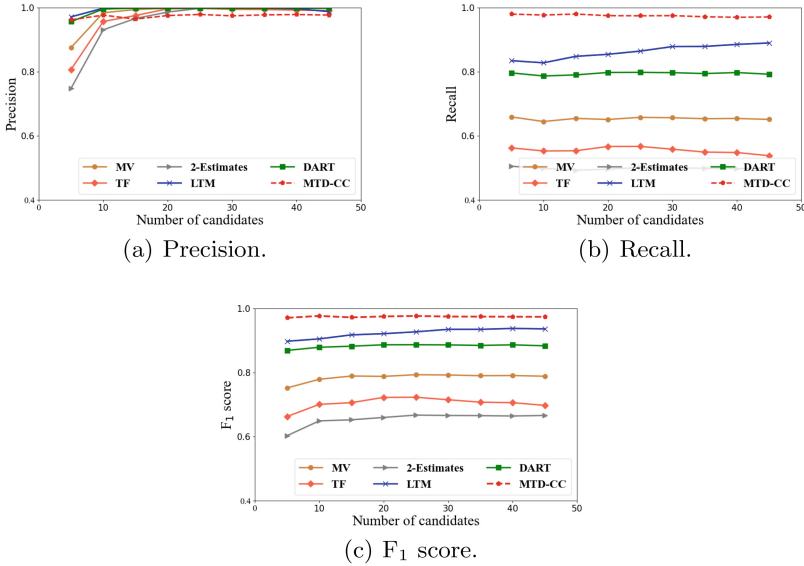 1.0
0.8
0.6
0.4
Precision
MV
TF
2-Estimates
LTM
DART
MTD-CC
0 10 20 30 40 50
Number of candidates
(a) Precision.
1.0
0.8
0.6
0.4
Recall
MV
TF
2-Estimates
LTM
DART
MTD-CC
0 10 20 30 40 50
Number of candidates
(b) Recall.
1.0
0.8
0.6
0.4
F₁ score
MV
TF
2-Estimates
LTM
DART
MTD-CC
0 10 20 30 40 50
Number of candidates
(c) F₁ score.